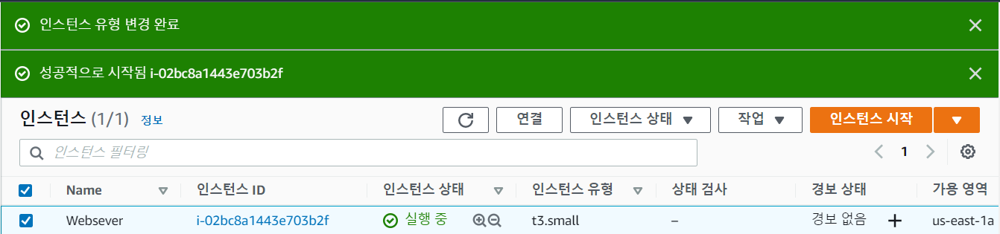 인스턴스 유형 변경 완료
성공적으로 시작됨 i-02bc8a1443e703b2f
인스턴스 (1/1) 정보 연결 인스턴스 상태 작업 인스턴스 시작
인스턴스 필터링 1
Name 인스턴스 ID 인스턴스 상태 인스턴스 유형 상태 검사 경보 상태 가용 영역
Websever i-02bc8a1443e703b2f 실행 중 t3.small – 경보 없음 us-east-1a